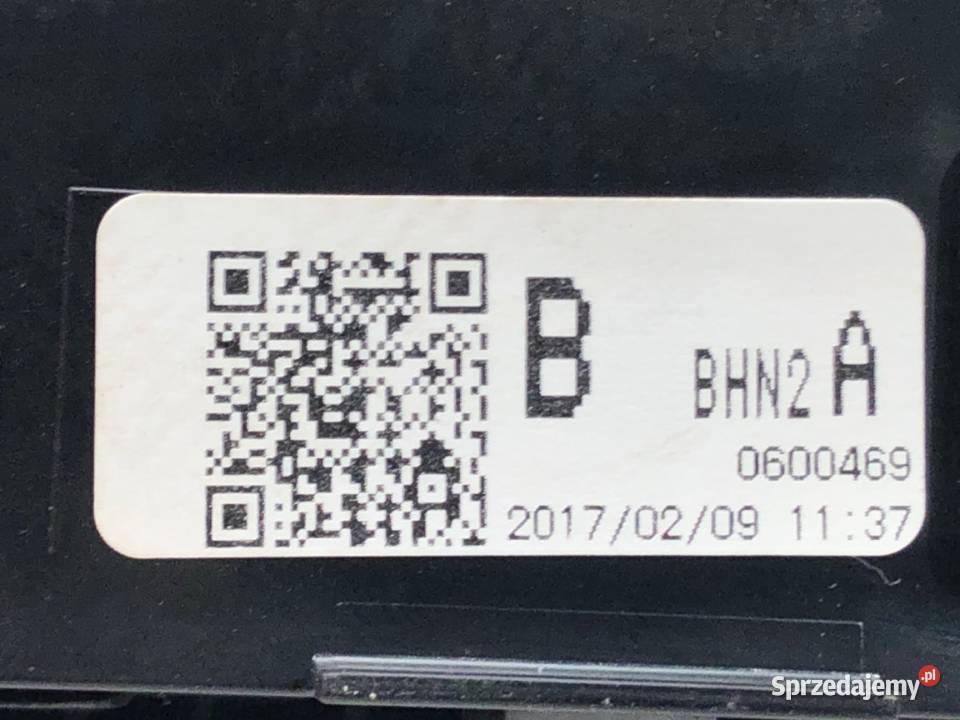 B BHN2 A
0600469
2017/02/09 11:37
Sprzedajemy.pl